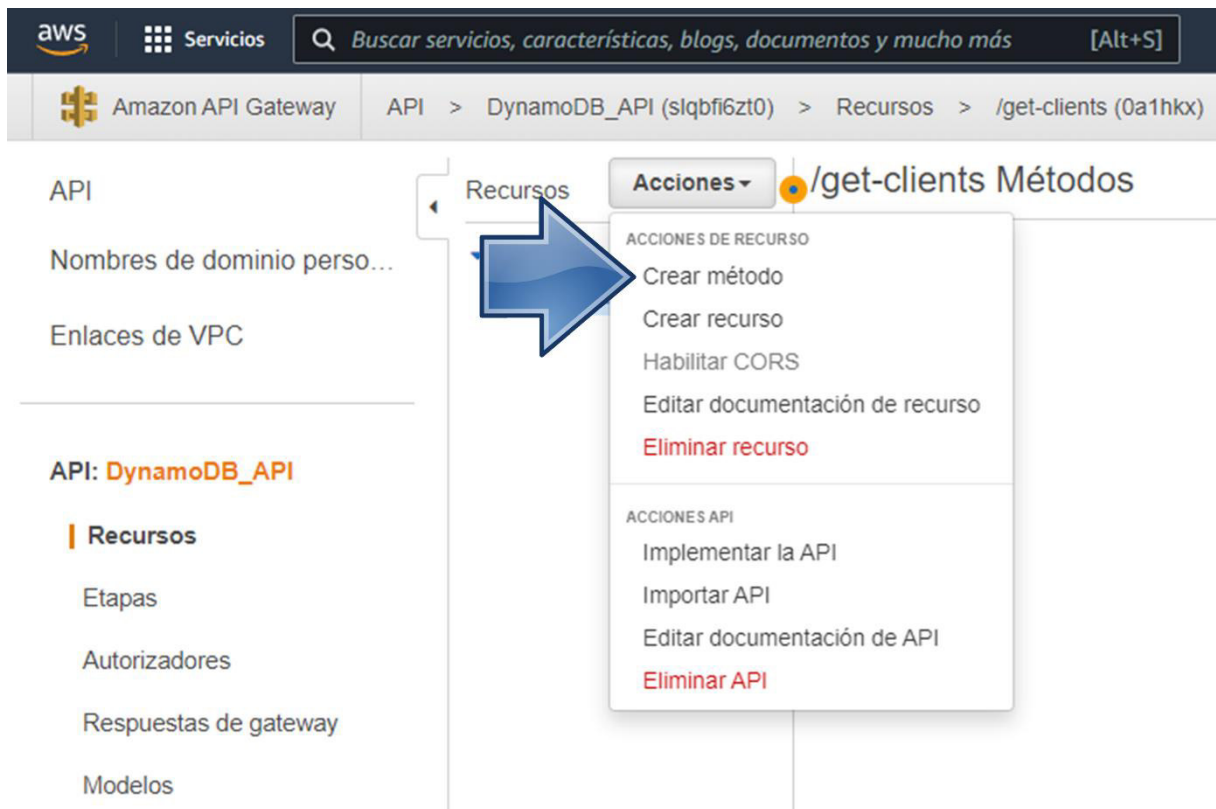 aws
Servicios
Buscar servicios, características, blogs, documentos y mucho más [Alt+S]
Amazon API Gateway
API > DynamoDB_API (slqbfi6zt0) > Recursos > /get-clients (0a1hkx)
API
Nombres de dominio perso...
Enlaces de VPC
API: DynamoDB_API
Recursos
Etapas
Autorizadores
Respuestas de gateway
Modelos
Recursos
Acciones
/get-clients Métodos
ACCIONES DE RECURSO
Crear método
Crear recurso
Habilitar CORS
Editar documentación de recurso
Eliminar recurso
ACCIONES API
Implementar la API
Importar API
Editar documentación de API
Eliminar API